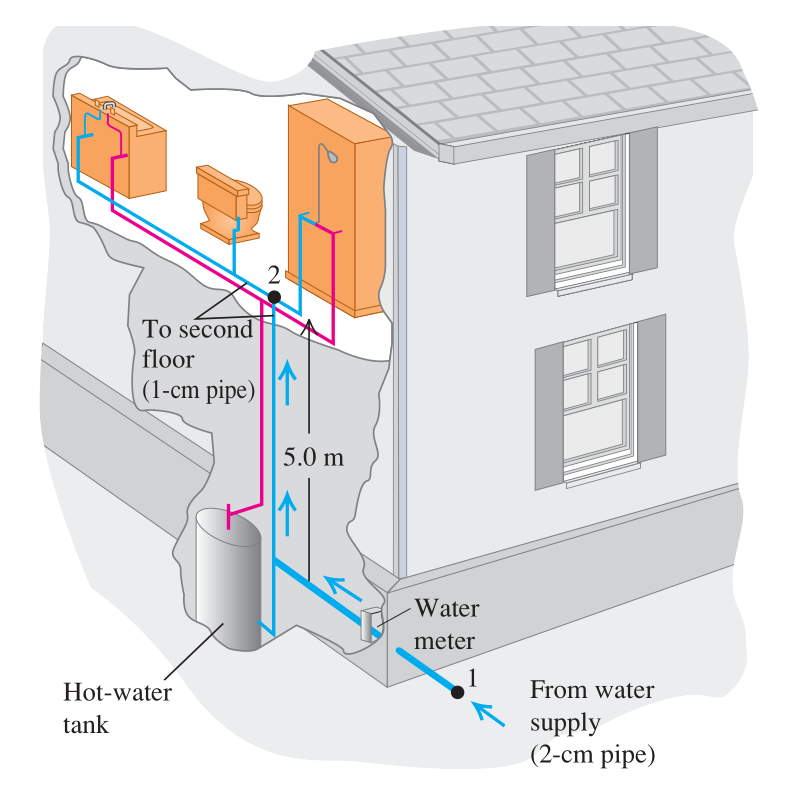 2
To second
floor
(1-cm pipe)
5.0 m
Water
meter
1
Hot-water
tank
From water
supply
(2-cm pipe)